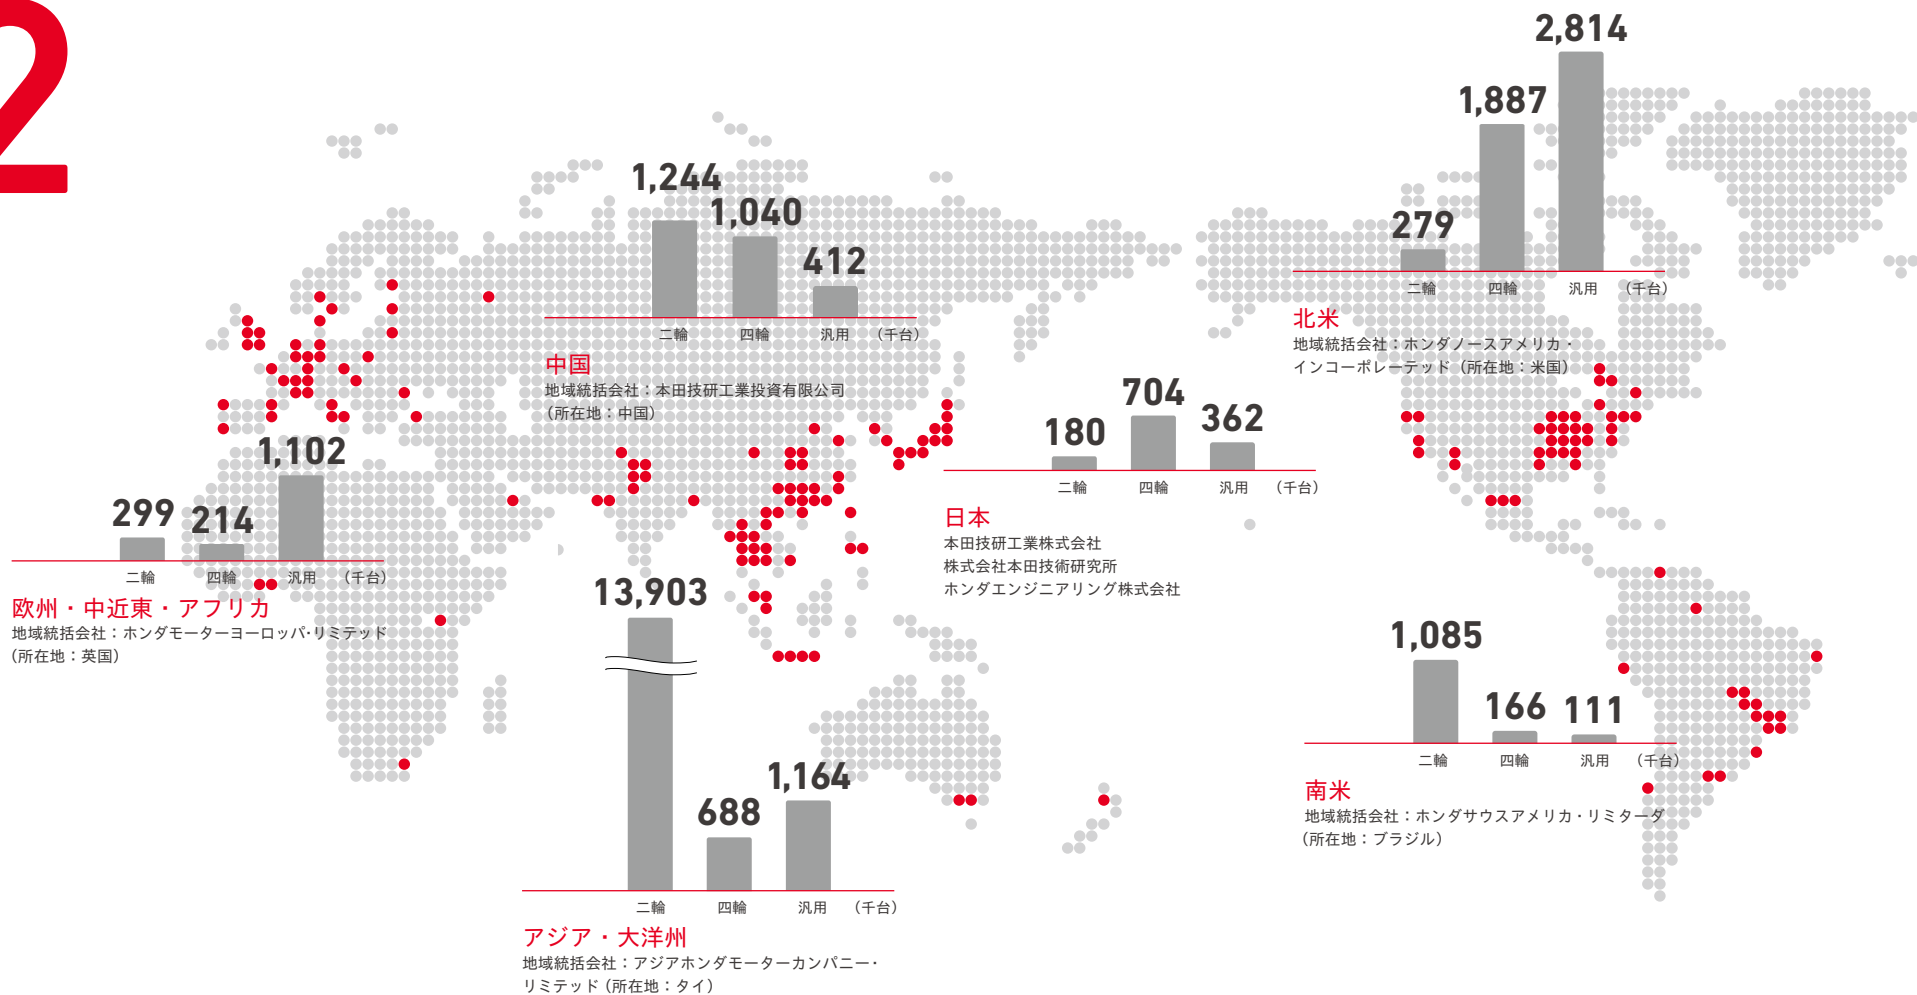 2
1,244
1,040
412
二輪
四輪
汎用
（千台）
中国
地域統括会社：本田技研工業投資有限公司
（所在地：中国）
2,814
1,887
279
二輪
四輪
汎用
（千台）
北米
地域統括会社：ホンダノースアメリカ・
インコーポレーテッド（所在地：米国）
704
362
180
二輪
四輪
汎用
（千台）
日本
本田技研工業株式会社
株式会社本田技術研究所
ホンダエンジニアリング株式会社
1,102
299
214
二輪
四輪
汎用
（千台）
欧州・中近東・アフリカ
地域統括会社：ホンダモーターヨーロッパ・リミテッド
（所在地：英国）
13,903
1,164
688
二輪
四輪
汎用
（千台）
アジア・大洋州
地域統括会社：アジアホンダモーターカンパニー・
リミテッド（所在地：タイ）
1,085
166
111
二輪
四輪
汎用
（千台）
南米
地域統括会社：ホンダサウスアメリカ・リミターダ
（所在地：ブラジル）